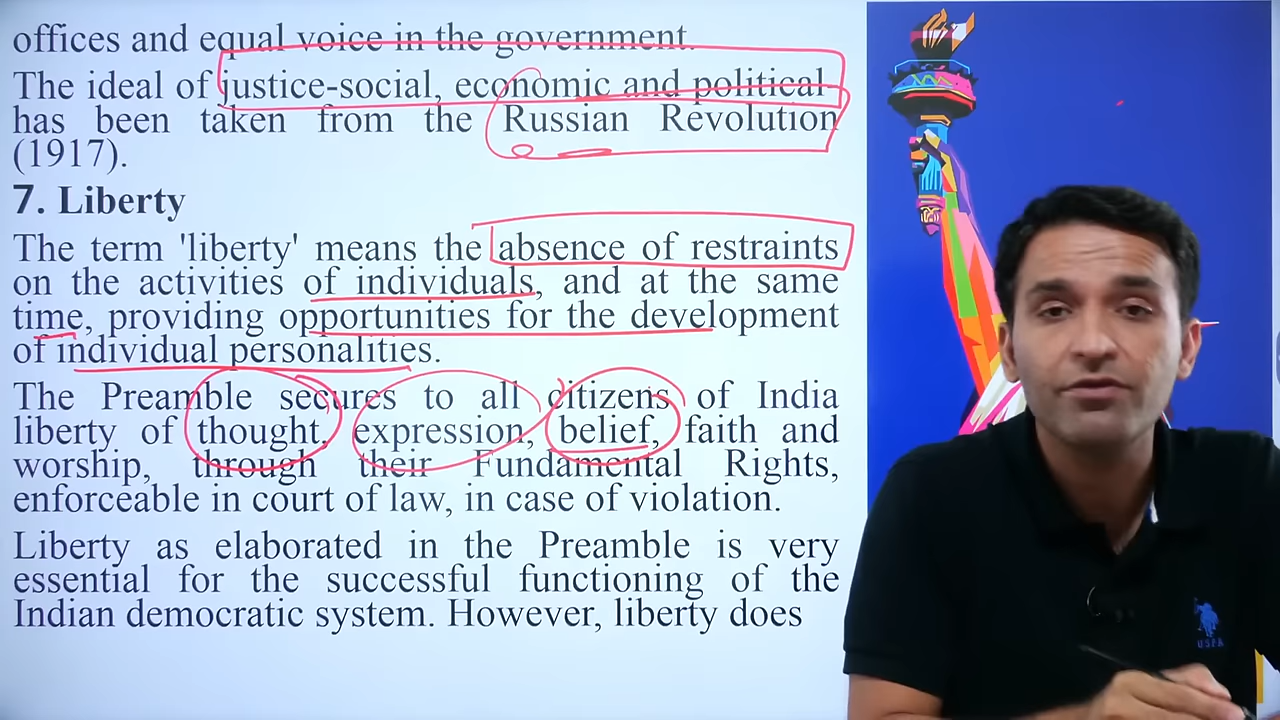 offices and equal voice in the government.
The ideal of justice-social, economic and political
has been taken from the Russian Revolution
(1917).
7. Liberty
The term 'liberty' means the absence of restraints
on the activities of individuals, and at the same
time, providing opportunities for the development
of individual personalities.
The Preamble secures to all citizens of India
liberty of thought, expression, belief, faith and
worship, through their Fundamental Rights,
enforceable in court of law, in case of violation.
Liberty as elaborated in the Preamble is very
essential for the successful functioning of the
Indian democratic system. However, liberty does
USPA